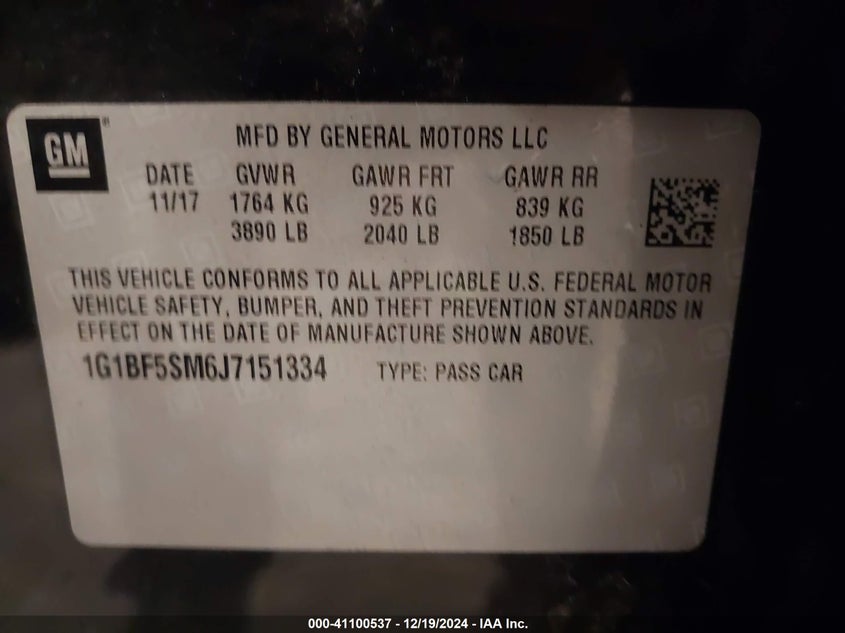 GM ®
MFD BY GENERAL MOTORS LLC
DATE GVWR GAWR FRT GAWR RR
11/17 1764 KG 925 KG 839 KG
3890 LB 2040 LB 1850 LB
THIS VEHICLE CONFORMS TO ALL APPLICABLE U.S. FEDERAL MOTOR
VEHICLE SAFETY, BUMPER, AND THEFT PREVENTION STANDARDS IN
EFFECT ON THE DATE OF MANUFACTURE SHOWN ABOVE.
1G1BF5SM6J7151334 TYPE: PASS CAR
000-41100537 - 12/19/2024 - IAA Inc.